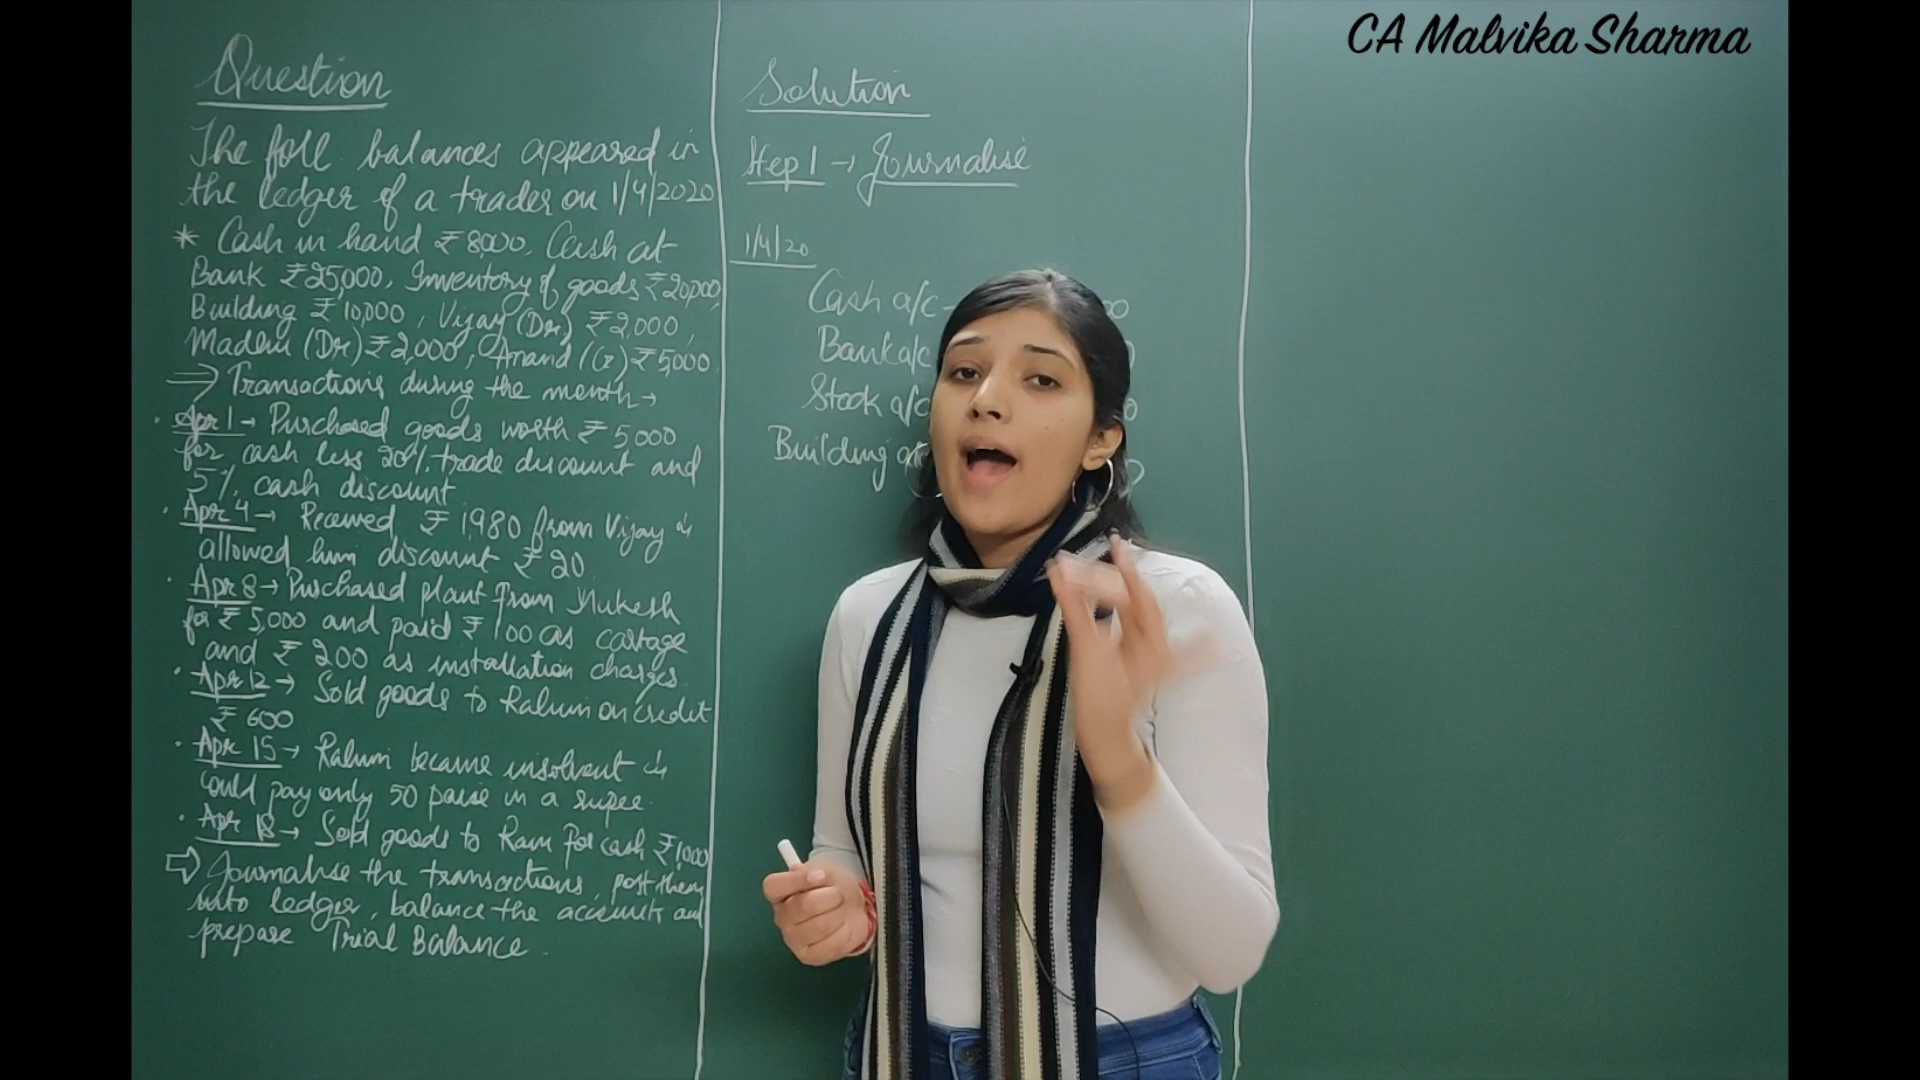 CA Malvika Sharma
Question
The foll balances appeared in
the ledger of a trader on 1/4/2020
* Cash in hand ₹ 8,000, Cash at
Bank ₹ 25,000, Inventory of goods ₹ 20,000,
Building ₹ 10,000, Vijay (Dr) ₹ 2,000,
Madhu (Dr) ₹ 2,000, Anand (Cr) ₹ 5,000.
⇒ Transactions during the month →
· Apr 1 → Purchased goods worth ₹ 5000
for cash less 20% trade discount and
5% cash discount
· Apr 4 → Received ₹ 1,980 from Vijay &
allowed him discount ₹ 20
· Apr 8 → Purchased plant from Mukesh
for ₹ 5,000 and paid ₹ 100 as cartage
and ₹ 200 as installation charges.
· Apr 12 → Sold goods to Rahim on credit
₹ 600
· Apr 15 → Rahim became insolvent &
could pay only 50 paise in a rupee.
· Apr 18 → Sold goods to Ram for cash ₹ 1,000
⇒ Journalise the transactions, post them
into ledger, balance the accounts and
prepare Trial Balance.
Solution
Step 1 → Journalise
1/4/20
Cash a/c
Bank a/c
Stock a/c
Building